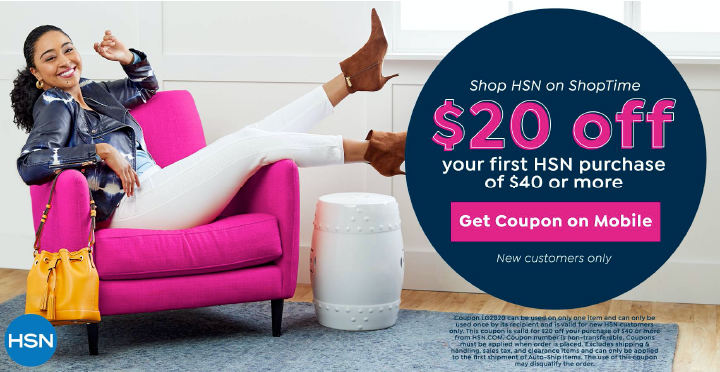 Shop HSN on ShopTime
$20 off
your first HSN purchase
of $40 or more
Get Coupon on Mobile
New customers only
Coupon 102920 can be used on only one item and can only be
used once by its recipient and is valid for new HSN customers
only. This coupon is valid for $20 off your purchase of $40 or more
from HSN.COM. Coupon number is non-transferable. Coupons
must be applied when order is placed. Excludes shipping &
handling, sales tax, and clearance items and can only be applied
to the first shipment of Auto-Ship items. The use of this coupon
may disqualify the order.
HSN